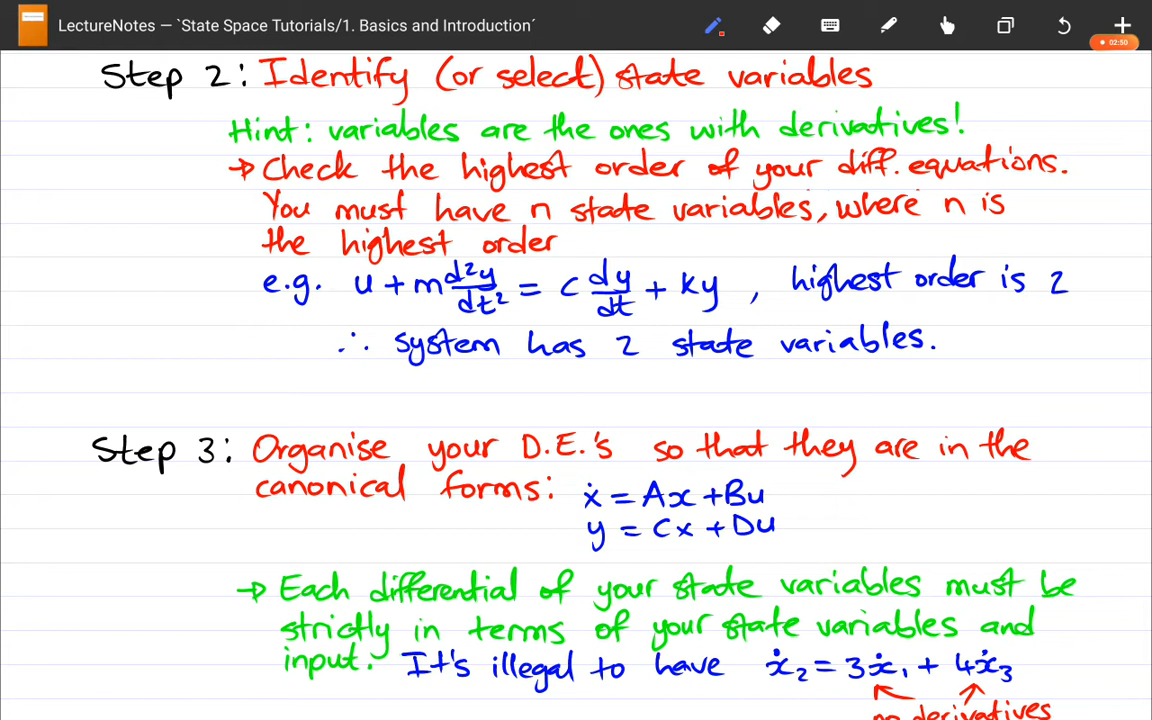 LectureNotes — `State Space Tutorials/1. Basics and Introduction´
02:50
Step 2: Identify (or select) state variables
Hint: variables are the ones with derivatives!
→ Check the highest order of your diff. equations.
You must have n state variables, where n is
the highest order
e.g. u + m d²y/dt² = c dy/dt + ky , highest order is 2
∴ system has 2 state variables.
Step 3: Organise your D.E.'s so that they are in the
canonical forms: ẋ = Ax + Bu
y = Cx + Du
→ Each differential of your state variables must be
strictly in terms of your state variables and
input. It's illegal to have ẋ₂ = 3ẋ₁ + 4ẋ₃
no derivatives